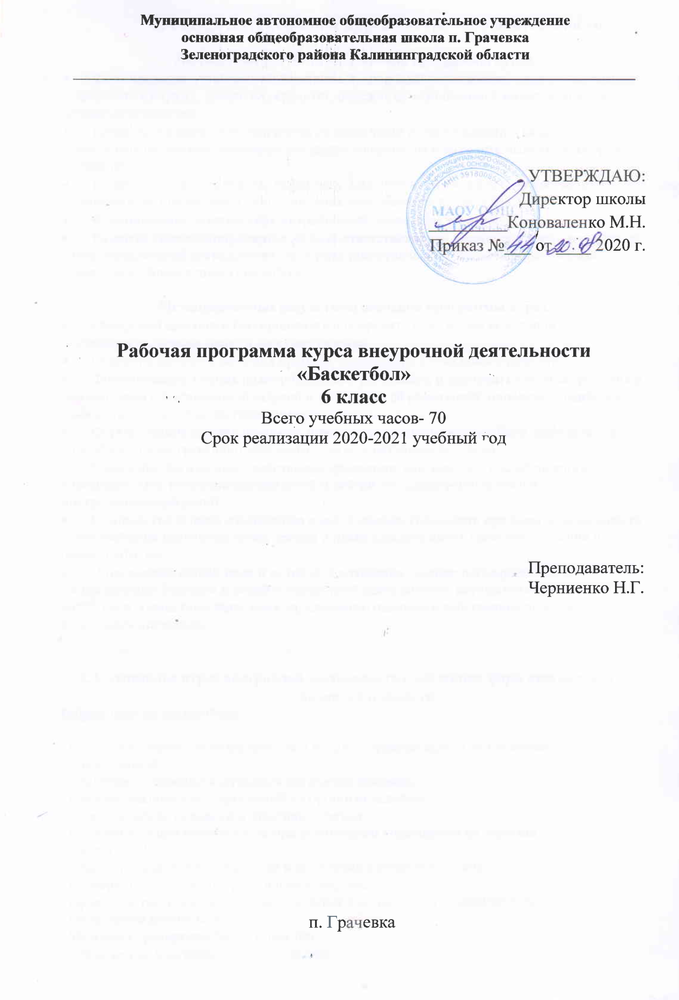 Муниципальное автономное общеобразовательное учреждение
основная общеобразовательная школа п. Грачевка
Зеленоградского района Калининградской области
УТВЕРЖДАЮ:
Директор школы
МАОУ ООШ
Коноваленко М.Н.
Приказ № 44 от 20.08 2020 г.
Рабочая программа курса внеурочной деятельности
«Баскетбол»
6 класс
Всего учебных часов- 70
Срок реализации 2020-2021 учебный год
Преподаватель:
Черниенко Н.Г.
п. Грачевка